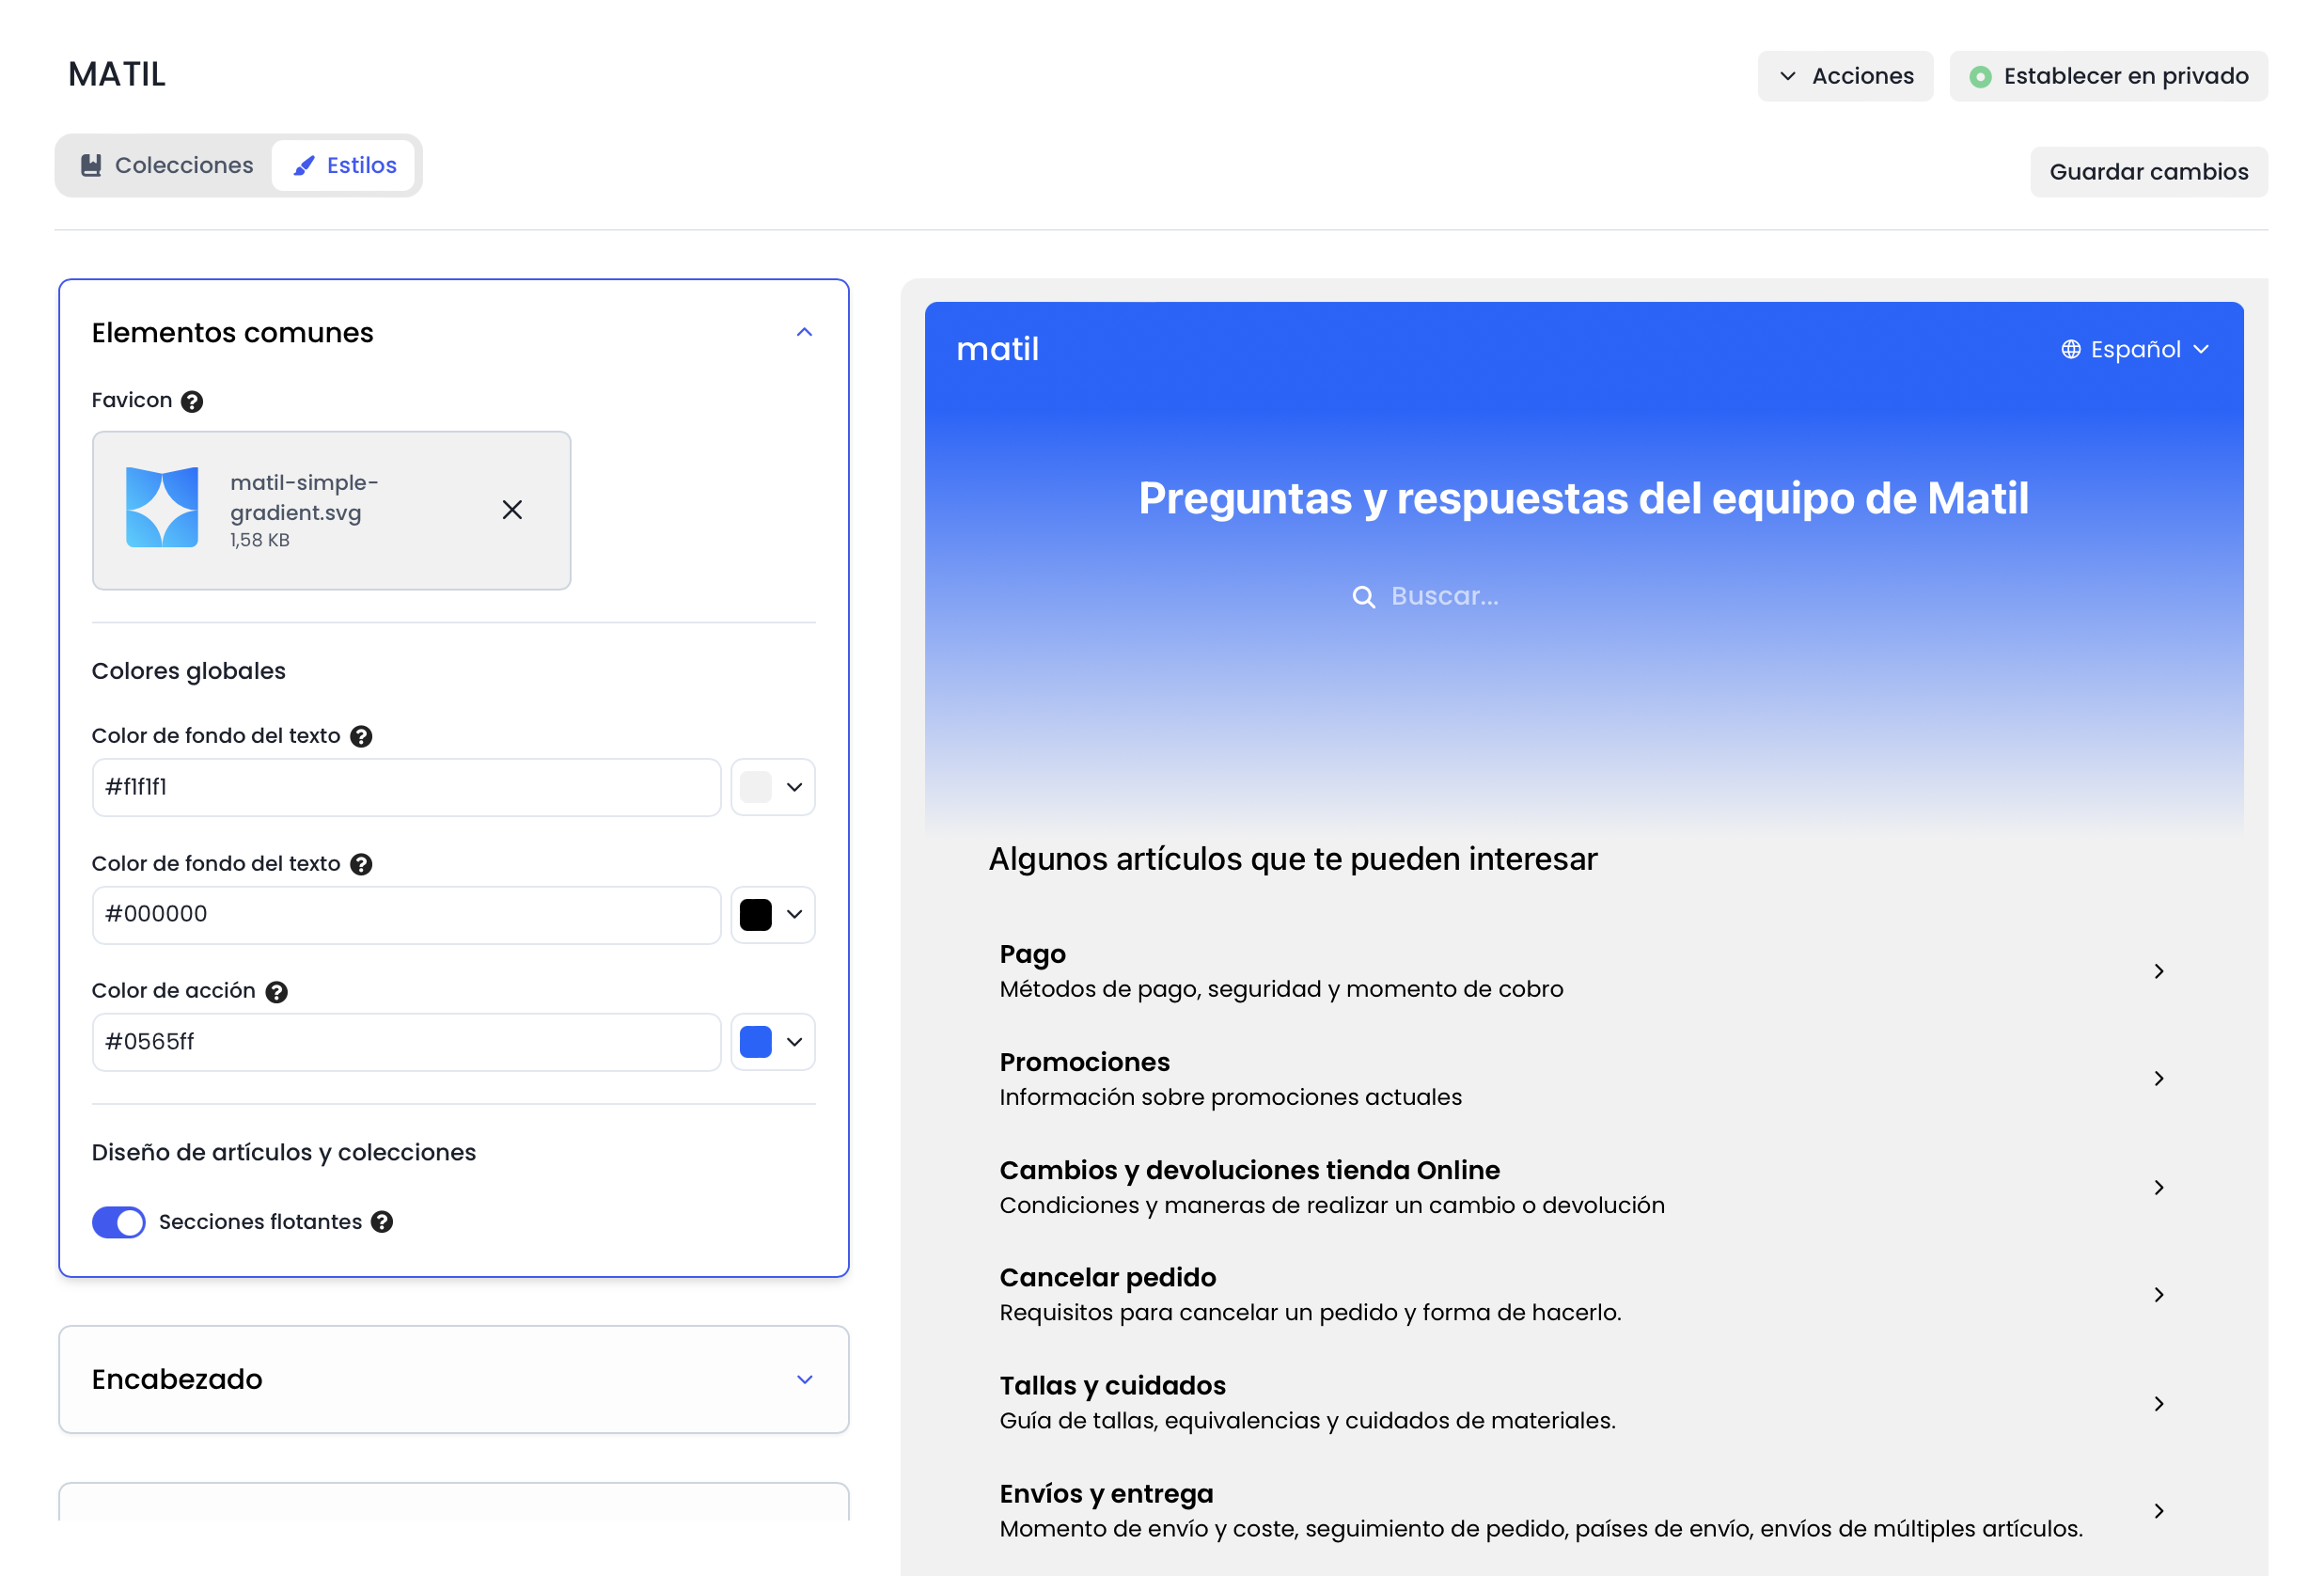 MATIL
Acciones
Establecer en privado
Colecciones
Estilos
Guardar cambios
Elementos comunes
Favicon
matil-simple-
gradient.svg
1,58 KB
Colores globales
Color de fondo del texto
#f1f1f1
Color de fondo del texto
#000000
Color de acción
#0565ff
Diseño de artículos y colecciones
Secciones flotantes
Encabezado
matil
Español
Preguntas y respuestas del equipo de Matil
Buscar...
Algunos artículos que te pueden interesar
Pago
Métodos de pago, seguridad y momento de cobro
Promociones
Información sobre promociones actuales
Cambios y devoluciones tienda Online
Condiciones y maneras de realizar un cambio o devolución
Cancelar pedido
Requisitos para cancelar un pedido y forma de hacerlo.
Tallas y cuidados
Guía de tallas, equivalencias y cuidados de materiales.
Envíos y entrega
Momento de envío y coste, seguimiento de pedido, países de envío, envíos de múltiples artículos.